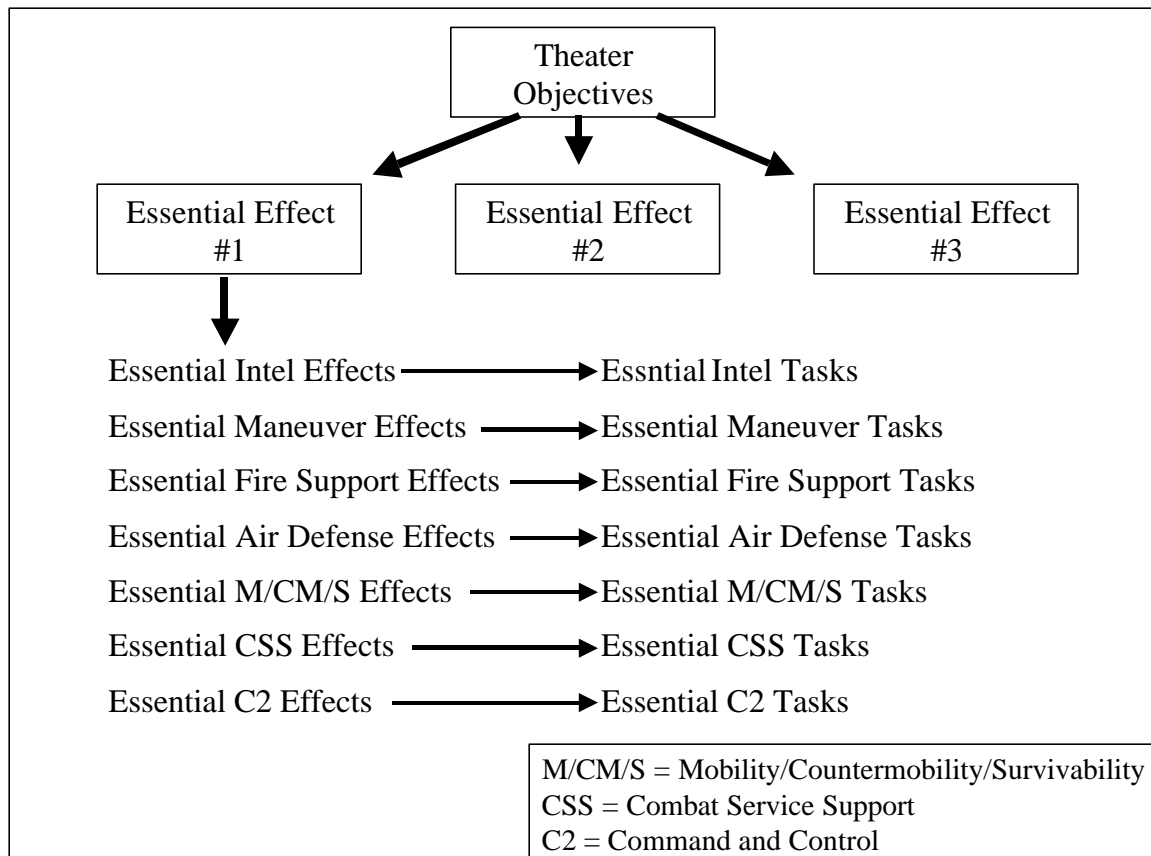 Theater
Objectives
Essential Effect
#1
Essential Effect
#2
Essential Effect
#3
Essential Intel Effects
Essntial Intel Tasks
Essential Maneuver Effects
Essential Maneuver Tasks
Essential Fire Support Effects
Essential Fire Support Tasks
Essential Air Defense Effects
Essential Air Defense Tasks
Essential M/CM/S Effects
Essential M/CM/S Tasks
Essential CSS Effects
Essential CSS Tasks
Essential C2 Effects
Essential C2 Tasks
M/CM/S = Mobility/Countermobility/Survivability
CSS = Combat Service Support
C2 = Command and Control